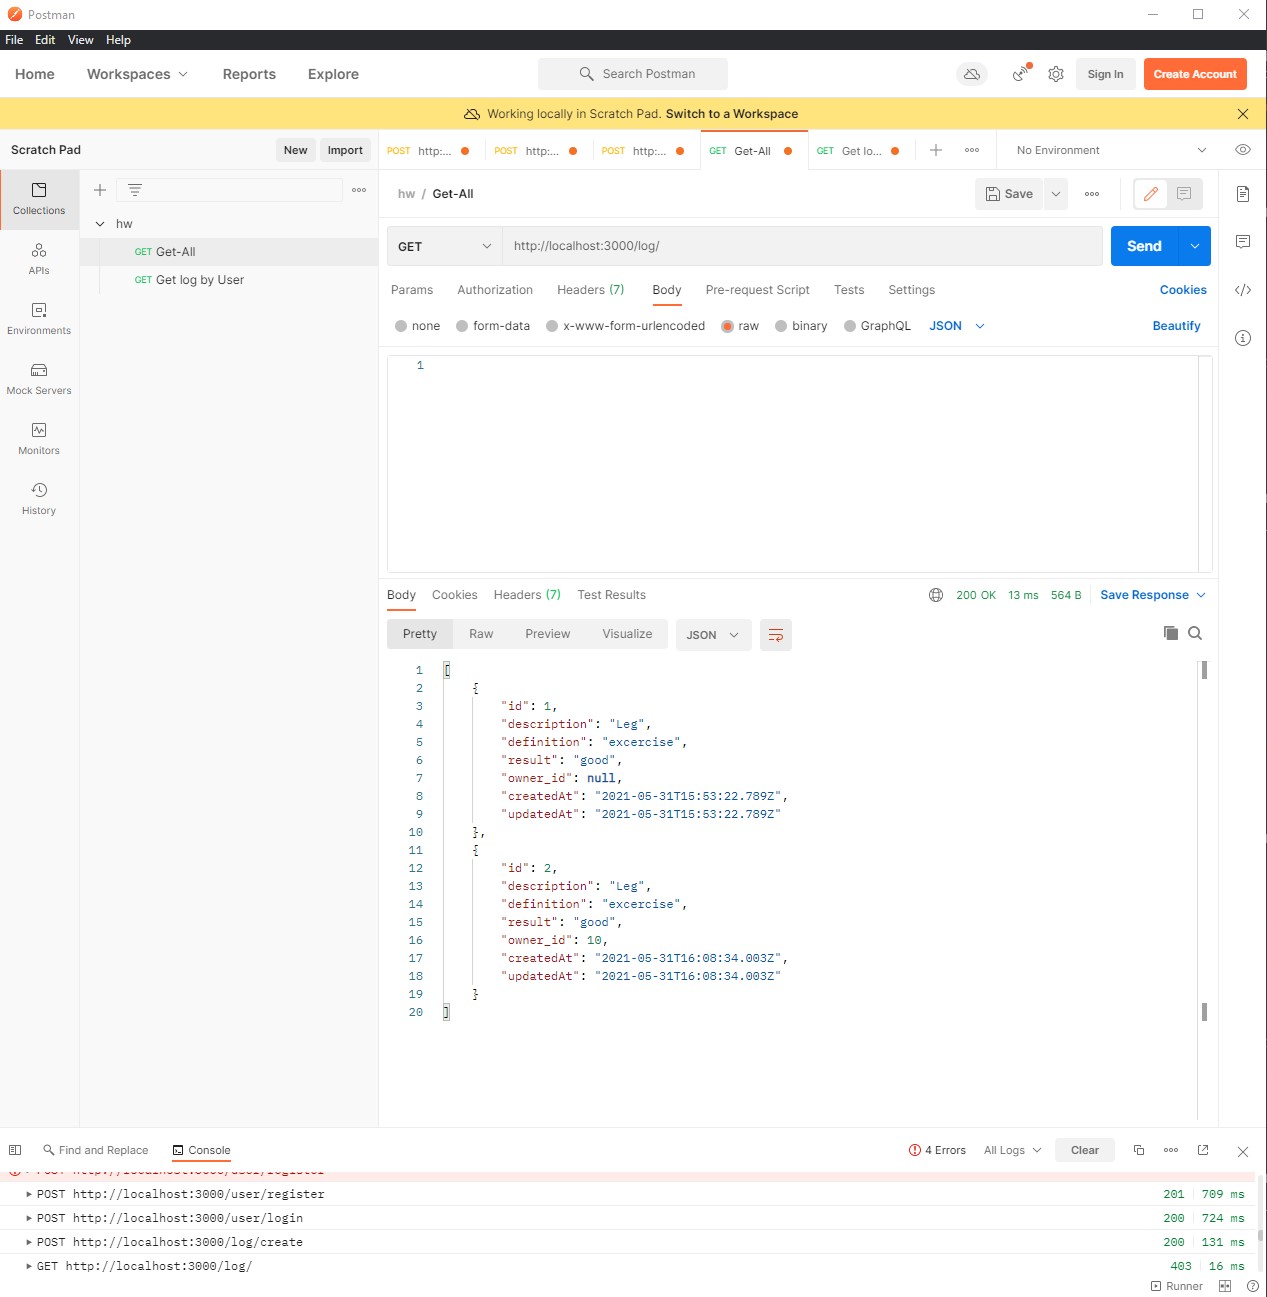 Postman
File Edit View Help
Home Workspaces Reports Explore Search Postman Sign In Create Account
Working locally in Scratch Pad. Switch to a Workspace
Scratch Pad New Import
POST http:... POST http:... POST http:... GET Get-All GET Get lo... No Environment
Collections
APIs
Environments
Mock Servers
Monitors
History
hw
GET Get-All
GET Get log by User
hw / Get-All Save
GET http://localhost:3000/log/ Send
Params Authorization Headers (7) Body Pre-request Script Tests Settings Cookies
none form-data x-www-form-urlencoded raw binary GraphQL JSON Beautify
1
Body Cookies Headers (7) Test Results 200 OK 13 ms 564 B Save Response
Pretty Raw Preview Visualize JSON
1 [
2 {
3 "id": 1,
4 "description": "Leg",
5 "definition": "excercise",
6 "result": "good",
7 "owner_id": null,
8 "createdAt": "2021-05-31T15:53:22.789Z",
9 "updatedAt": "2021-05-31T15:53:22.789Z"
10 },
11 {
12 "id": 2,
13 "description": "Leg",
14 "definition": "excercise",
15 "result": "good",
16 "owner_id": 10,
17 "createdAt": "2021-05-31T16:08:34.003Z",
18 "updatedAt": "2021-05-31T16:08:34.003Z"
19 }
20 ]
Find and Replace Console 4 Errors All Logs Clear
POST http://localhost:3000/user/register
POST http://localhost:3000/user/register 201 709 ms
POST http://localhost:3000/user/login 200 724 ms
POST http://localhost:3000/log/create 200 131 ms
GET http://localhost:3000/log/ 403 16 ms
Runner